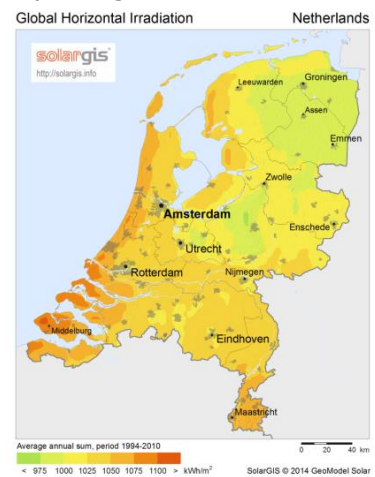 Global Horizontal Irradiation Netherlands
solargis
http://solargis.info
Leeuwarden
Groningen
Assen
Emmen
Zwolle
Amsterdam
Enschede
Utrecht
Rotterdam
Nijmegen
Middelburg
Eindhoven
Maastricht
Average annual sum, period 1994-2010
0 20 40 km
< 975 1000 1025 1050 1075 1100 > kWh/m²
SolarGIS © 2014 GeoModel Solar